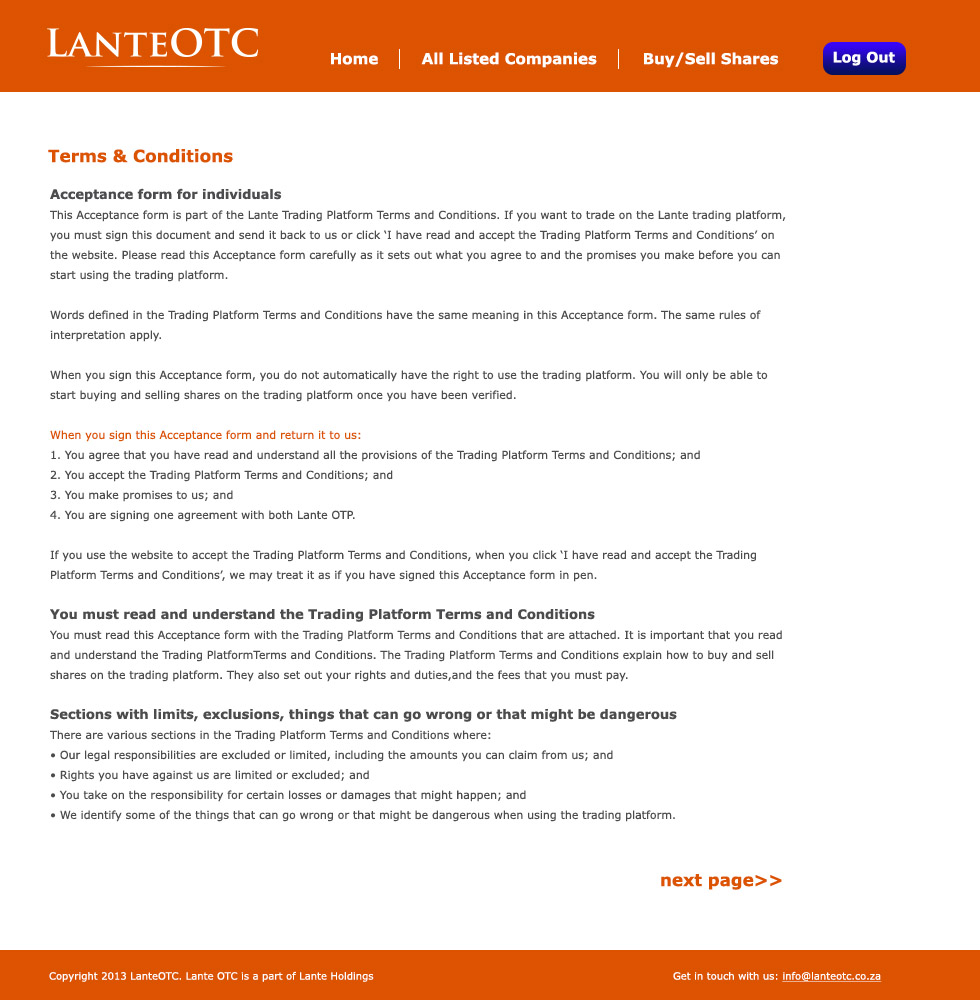 LANTEOTC
Home
All Listed Companies
Buy/Sell Shares
Log Out
Terms & Conditions
Acceptance form for individuals
This Acceptance form is part of the Lante Trading Platform Terms and Conditions. If you want to trade on the Lante trading platform,
you must sign this document and send it back to us or click ‘I have read and accept the Trading Platform Terms and Conditions’ on
the website. Please read this Acceptance form carefully as it sets out what you agree to and the promises you make before you can
start using the trading platform.
Words defined in the Trading Platform Terms and Conditions have the same meaning in this Acceptance form. The same rules of
interpretation apply.
When you sign this Acceptance form, you do not automatically have the right to use the trading platform. You will only be able to
start buying and selling shares on the trading platform once you have been verified.
When you sign this Acceptance form and return it to us:
1. You agree that you have read and understand all the provisions of the Trading Platform Terms and Conditions; and
2. You accept the Trading Platform Terms and Conditions; and
3. You make promises to us; and
4. You are signing one agreement with both Lante OTP.
If you use the website to accept the Trading Platform Terms and Conditions, when you click ‘I have read and accept the Trading
Platform Terms and Conditions’, we may treat it as if you have signed this Acceptance form in pen.
You must read and understand the Trading Platform Terms and Conditions
You must read this Acceptance form with the Trading Platform Terms and Conditions that are attached. It is important that you read
and understand the Trading PlatformTerms and Conditions. The Trading Platform Terms and Conditions explain how to buy and sell
shares on the trading platform. They also set out your rights and duties,and the fees that you must pay.
Sections with limits, exclusions, things that can go wrong or that might be dangerous
There are various sections in the Trading Platform Terms and Conditions where:
• Our legal responsibilities are excluded or limited, including the amounts you can claim from us; and
• Rights you have against us are limited or excluded; and
• You take on the responsibility for certain losses or damages that might happen; and
• We identify some of the things that can go wrong or that might be dangerous when using the trading platform.
next page>>
Copyright 2013 LanteOTC. Lante OTC is a part of Lante Holdings
Get in touch with us: info@lanteotc.co.za